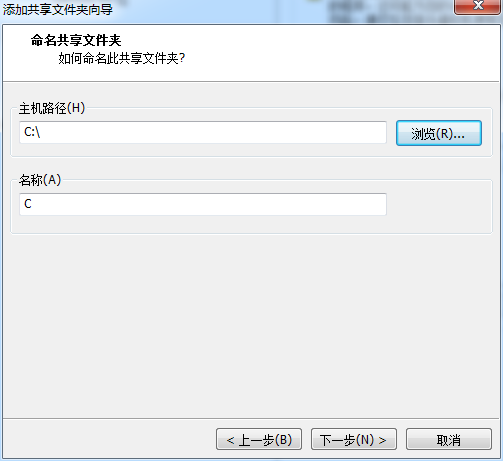 添加共享文件夹向导
命名共享文件夹
如何命名此共享文件夹?
主机路径(H)
C:\
浏览(R)...
名称(A)
C
< 上一步(B)
下一步(N) >
取消